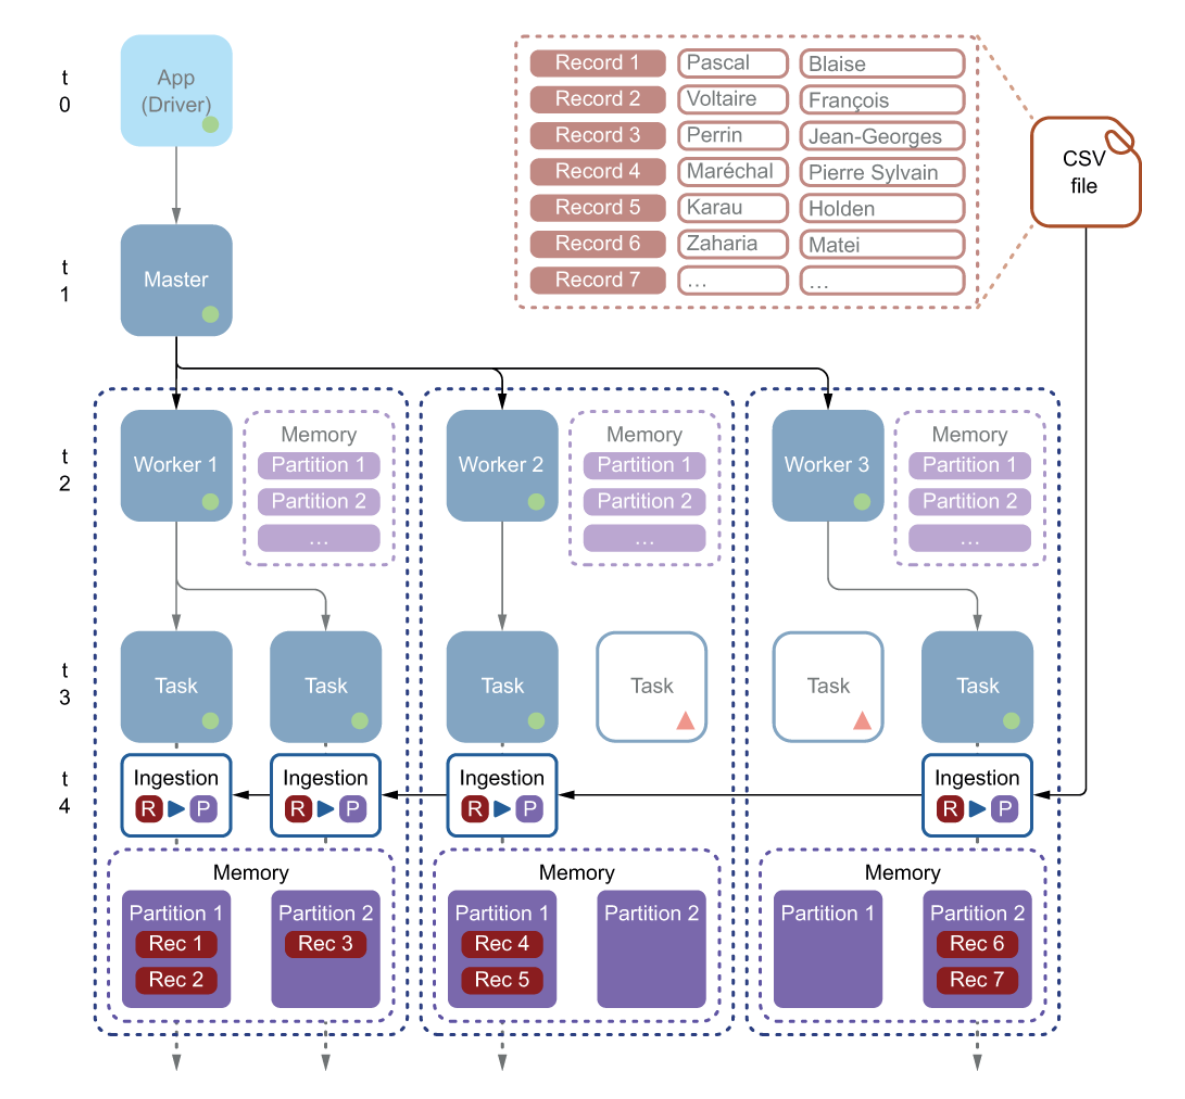 t
0
App
(Driver)
Record 1 Pascal Blaise
Record 2 Voltaire François
Record 3 Perrin Jean-Georges
Record 4 Maréchal Pierre Sylvain
Record 5 Karau Holden
Record 6 Zaharia Matei
Record 7 ... ...
CSV
file
t
1
Master
t
2
Worker 1
Memory
Partition 1
Partition 2
...
Worker 2
Memory
Partition 1
Partition 2
...
Worker 3
Memory
Partition 1
Partition 2
...
t
3
Task
Task
Task
Task
Task
Task
t
4
Ingestion
R P
Ingestion
R P
Ingestion
R P
Ingestion
R P
Memory
Partition 1
Rec 1
Rec 2
Partition 2
Rec 3
Memory
Partition 1
Rec 4
Rec 5
Partition 2
Memory
Partition 1
Partition 2
Rec 6
Rec 7